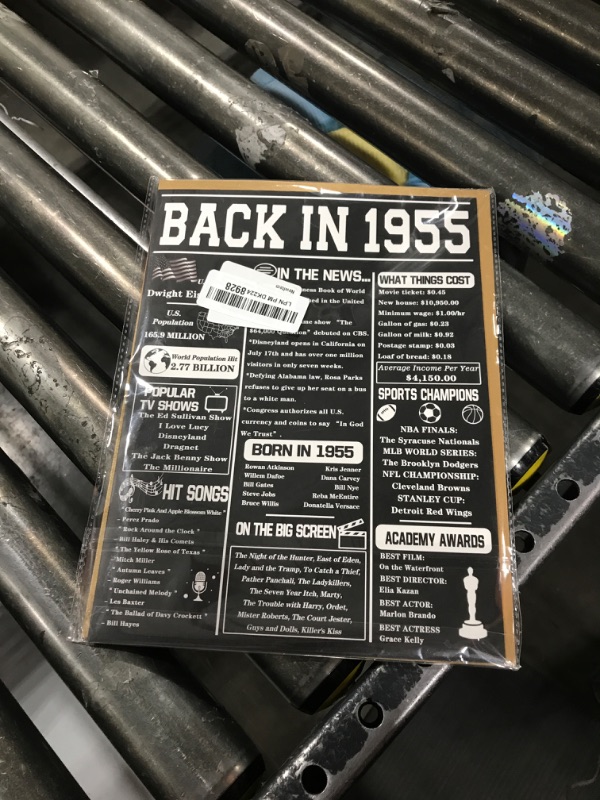 BACK IN 1955
Dwight
U.S.
Population
165.9 MILLION
World Population Hit
2.77 BILLION
POPULAR
TV SHOWS
The Ed Sullivan Show
I Love Lucy
Disneyland
Dragnet
The Jack Benny Show
The Millionaire
HIT SONGS
"Cherry Pink And Apple Blossom White"
- Perez Prado
"Rock Around the Clock"
- Bill Haley & His Comets
"The Yellow Rose of Texas"
- Mitch Miller
"Autumn Leaves"
- Roger Williams
"Unchained Melody"
- Les Baxter
"The Ballad of Davy Crockett"
- Bill Hayes
LPN PM DK224 8928
NewItem
IN THE NEWS...
Book of World
in the United
show "The
debuted on CBS.
*Disneyland opens in California on
July 17th and has over one million
visitors in only seven weeks.
*Defying Alabama law, Rosa Parks
refuses to give up her seat on a bus
to a white man.
*Congress authorizes all U.S.
currency and coins to say "In God
We Trust".
BORN IN 1955
Rowan Atkinson Kris Jenner
Willem Dafoe Dana Carvey
Bill Gates Bill Nye
Steve Jobs Reba McEntire
Bruce Willis Donatella Versace
ON THE BIG SCREEN
The Night of the Hunter, East of Eden,
Lady and the Tramp, To Catch a Thief,
Pather Panchali, The Ladykillers,
The Seven Year Itch, Marty,
The Trouble with Harry, Ordet,
Mister Roberts, The Court Jester,
Guys and Dolls, Killer's Kiss
WHAT THINGS COST
Movie ticket: $0.45
New house: $10,950.00
Minimum wage: $1.00/hr
Gallon of gas: $0.23
Gallon of milk: $0.92
Postage stamp: $0.03
Loaf of bread: $0.18
Average Income Per Year
$4,150.00
SPORTS CHAMPIONS
NBA FINALS:
The Syracuse Nationals
MLB WORLD SERIES:
The Brooklyn Dodgers
NFL CHAMPIONSHIP:
Cleveland Browns
STANLEY CUP:
Detroit Red Wings
ACADEMY AWARDS
BEST FILM:
On the Waterfront
BEST DIRECTOR:
Elia Kazan
BEST ACTOR:
Marlon Brando
BEST ACTRESS
Grace Kelly